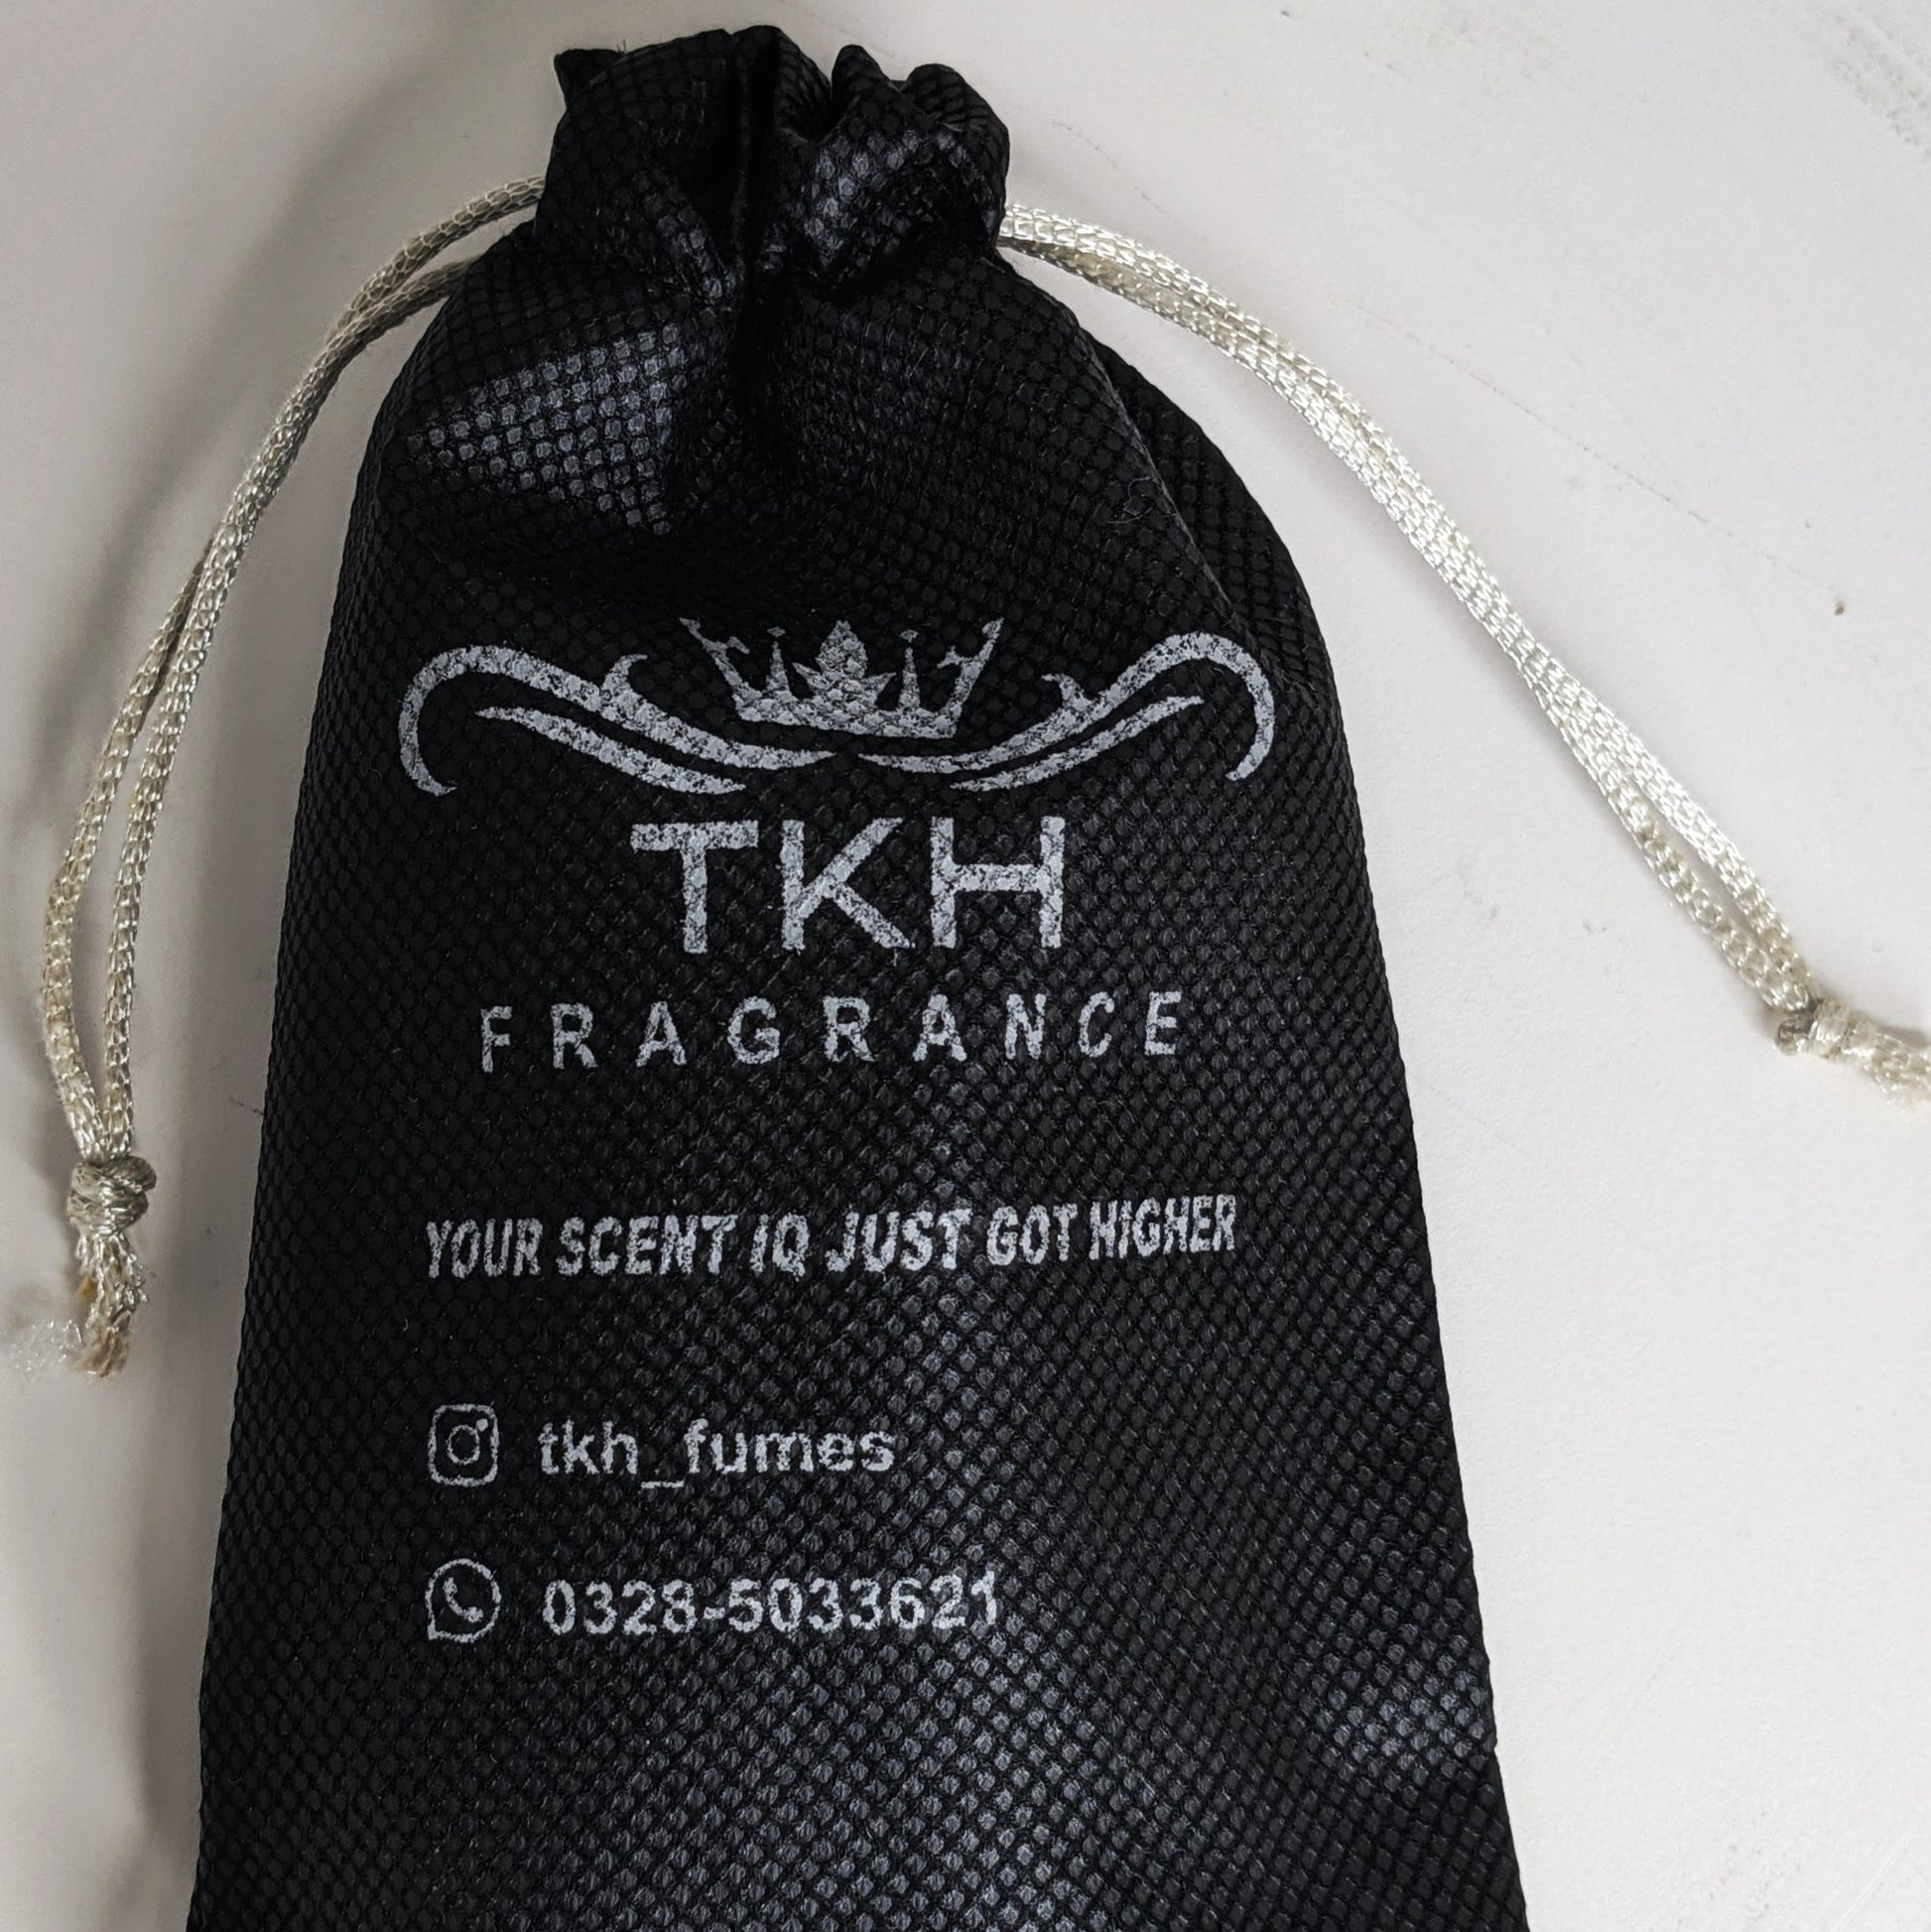 TKH
FRAGRANCE
YOUR SCENT IQ JUST GOT HIGHER
tkh_fumes
0328-5033621